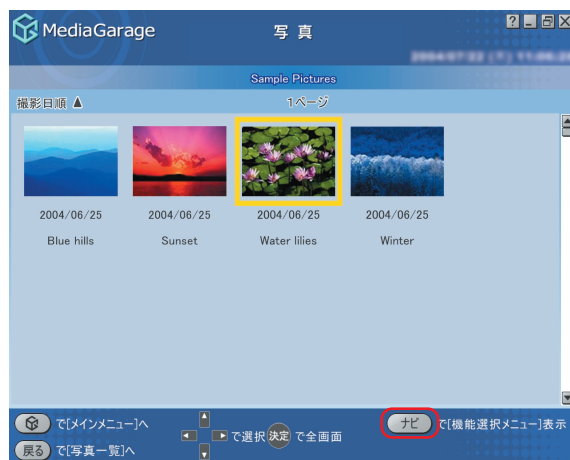 MediaGarage
写真
Sample Pictures
撮影日順 ▲
1ページ
2004/06/25
2004/06/25
2004/06/25
2004/06/25
Blue hills
Sunset
Water lilies
Winter
で[メインメニュー]へ
で選択 決定 で全画面
ナビ で[機能選択メニュー]表示
戻る で[写真一覧]へ